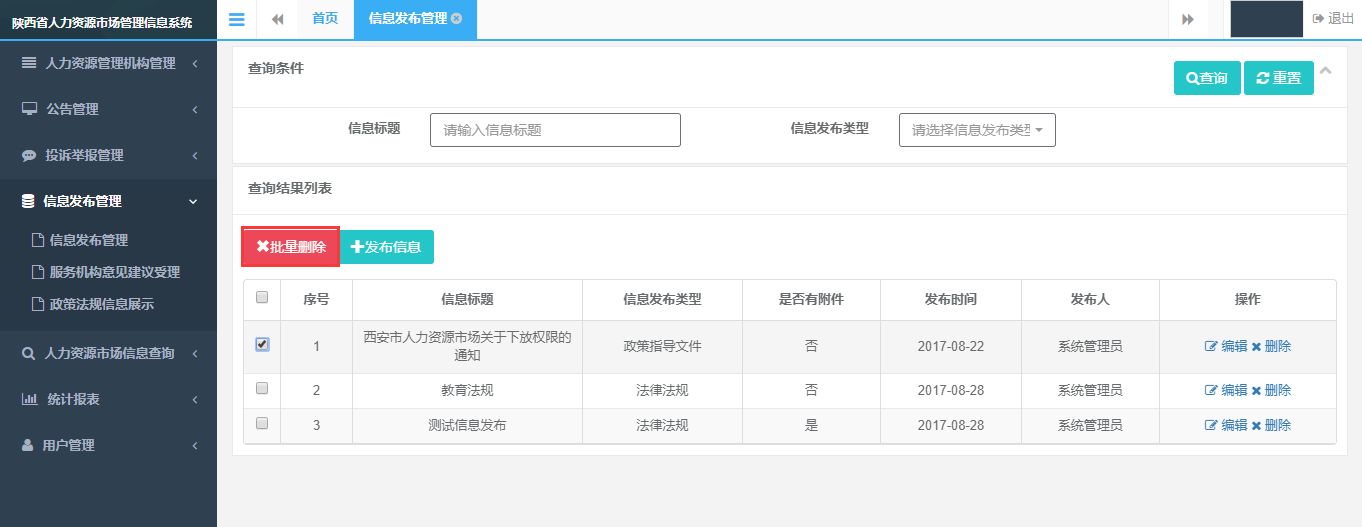 陕西省人力资源市场管理信息系统
首页
信息发布管理
退出
人力资源管理机构管理
公告管理
投诉举报管理
信息发布管理
信息发布管理
服务机构意见建议受理
政策法规信息展示
人力资源市场信息查询
统计报表
用户管理
查询条件
查询 重置
信息标题 请输入信息标题 信息发布类型 请选择信息发布类型
查询结果列表
批量删除 发布信息
序号 信息标题 信息发布类型 是否有附件 发布时间 发布人 操作
1 西安市人力资源市场关于下放权限的
通知 政策指导文件 否 2017-08-22 系统管理员 编辑 删除
2 教育法规 法律法规 否 2017-08-28 系统管理员 编辑 删除
3 测试信息发布 法律法规 是 2017-08-28 系统管理员 编辑 删除